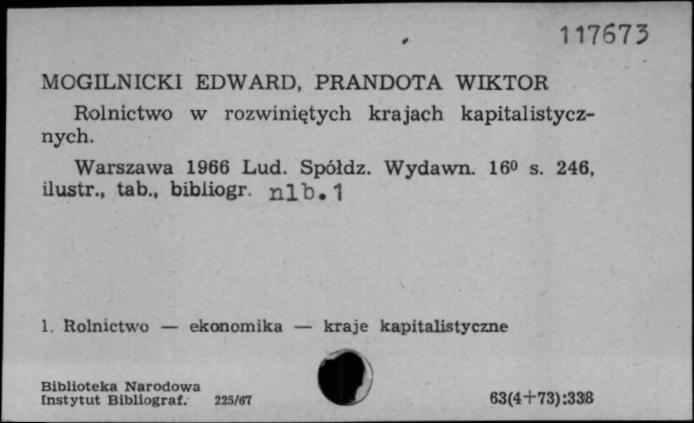 117673
MOGILNICKI EDWARD, PRANDOTA WIKTOR
Rolnictwo w rozwiniętych krajach kapitalistycz-
nych.
Warszawa 1966 Lud. Spółdz. Wydawn. 16⁰ s. 246,
ilustr., tab., bibliogr. nlb.1
1. Rolnictwo — ekonomika — kraje kapitalistyczne
Biblioteka Narodowa
Instytut Bibliograf. 225/67
63(4+73):338